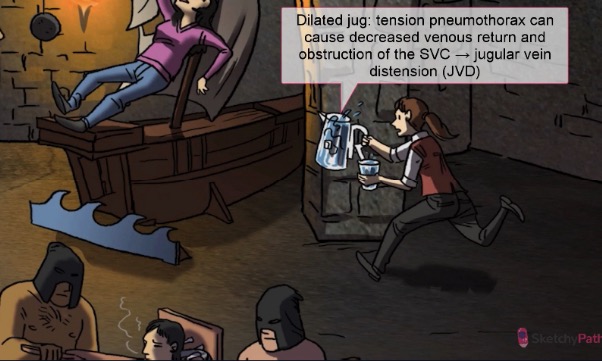 Dilated jug: tension pneumothorax can
cause decreased venous return and
obstruction of the SVC → jugular vein
distension (JVD)
SketchyPath